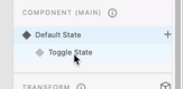 COMPONENT (MAIN)
Default State
Toggle State
TRANSFORM